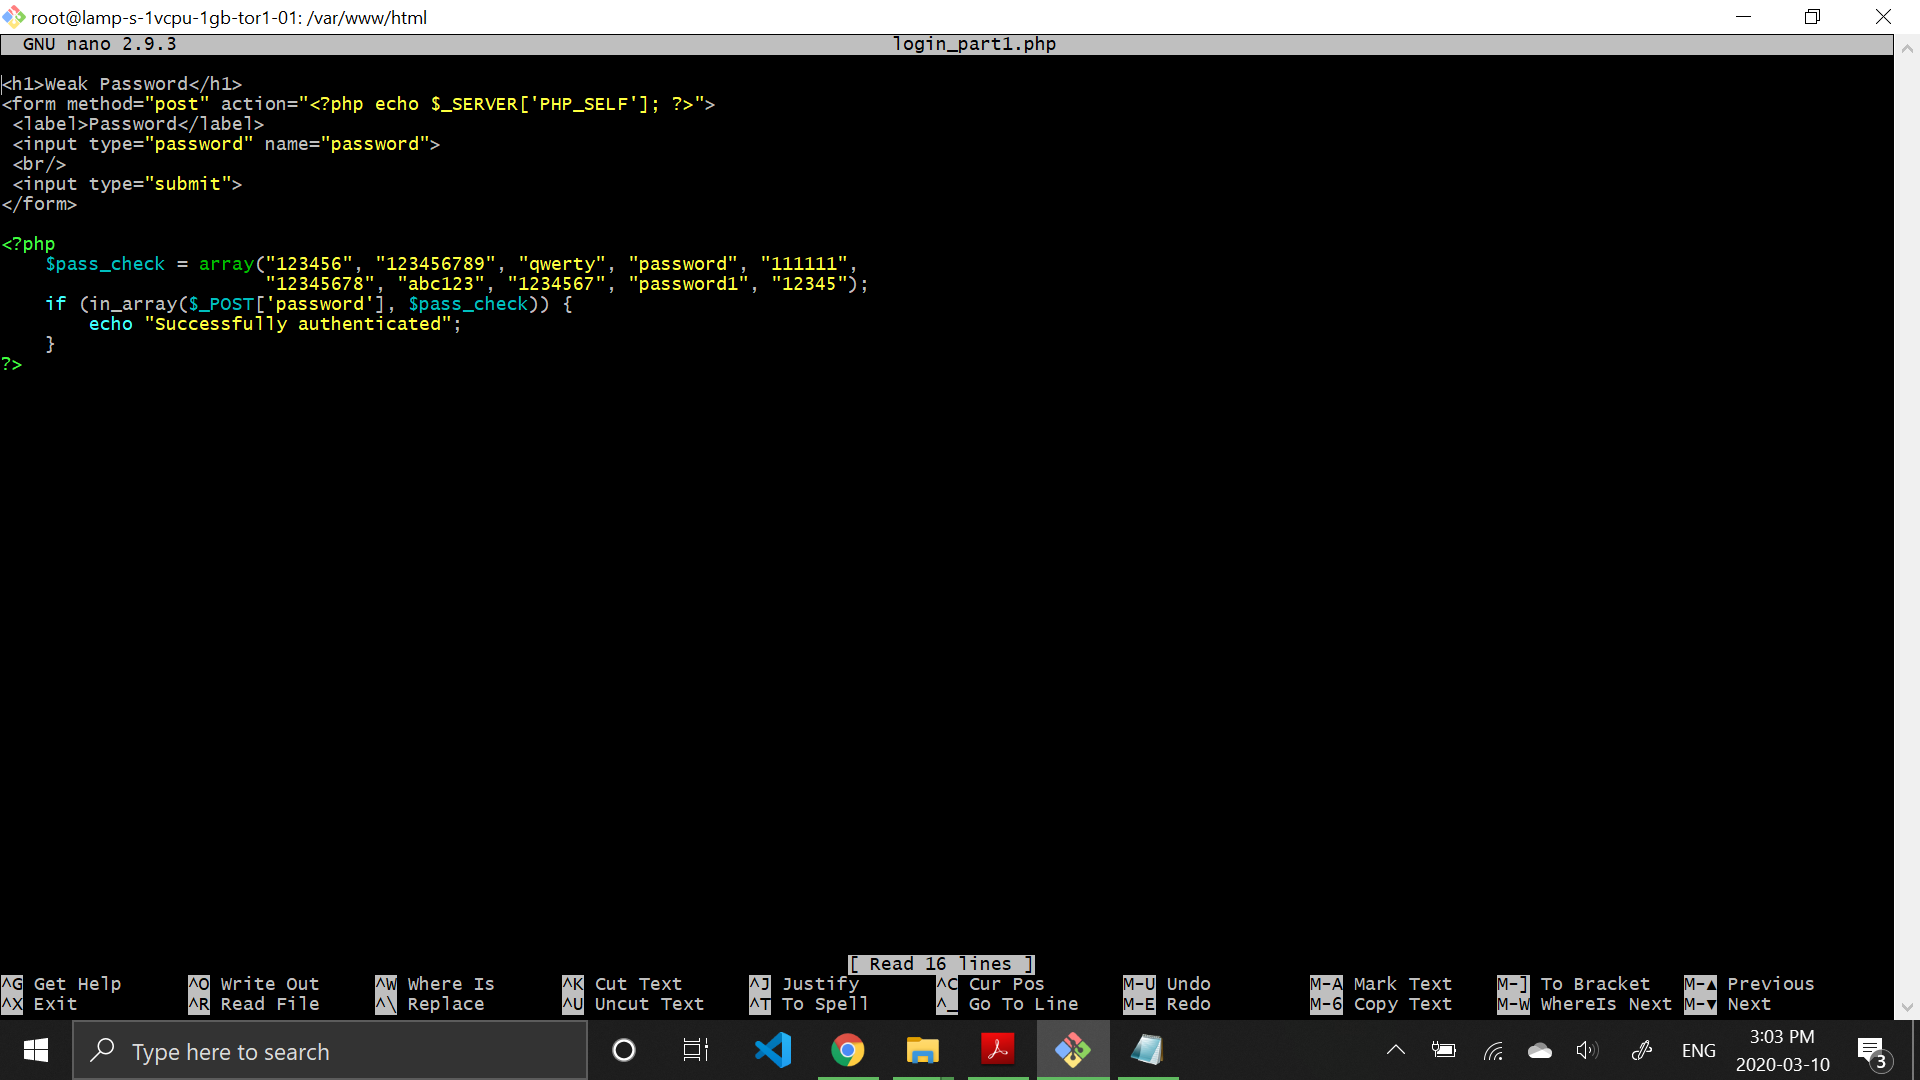 root@lamp-s-1vcpu-1gb-tor1-01: /var/www/html
GNU nano 2.9.3 login_part1.php
<h1>Weak Password</h1>
<form method="post" action="<?php echo $_SERVER['PHP_SELF']; ?>">
 <label>Password</label>
 <input type="password" name="password">
 <br/>
 <input type="submit">
</form>
<?php
    $pass_check = array("123456", "123456789", "qwerty", "password", "111111",
                        "12345678", "abc123", "1234567", "password1", "12345");
    if (in_array($_POST['password'], $pass_check)) {
        echo "Successfully authenticated";
    }
?>
[ Read 16 lines ]
^G Get Help ^O Write Out ^W Where Is ^K Cut Text ^J Justify ^C Cur Pos M-U Undo M-A Mark Text M-] To Bracket M-▲ Previous
^X Exit ^R Read File ^\ Replace ^U Uncut Text ^T To Spell ^_ Go To Line M-E Redo M-6 Copy Text M-W WhereIs Next M-▼ Next
Type here to search
ENG
3:03 PM
2020-03-10
3